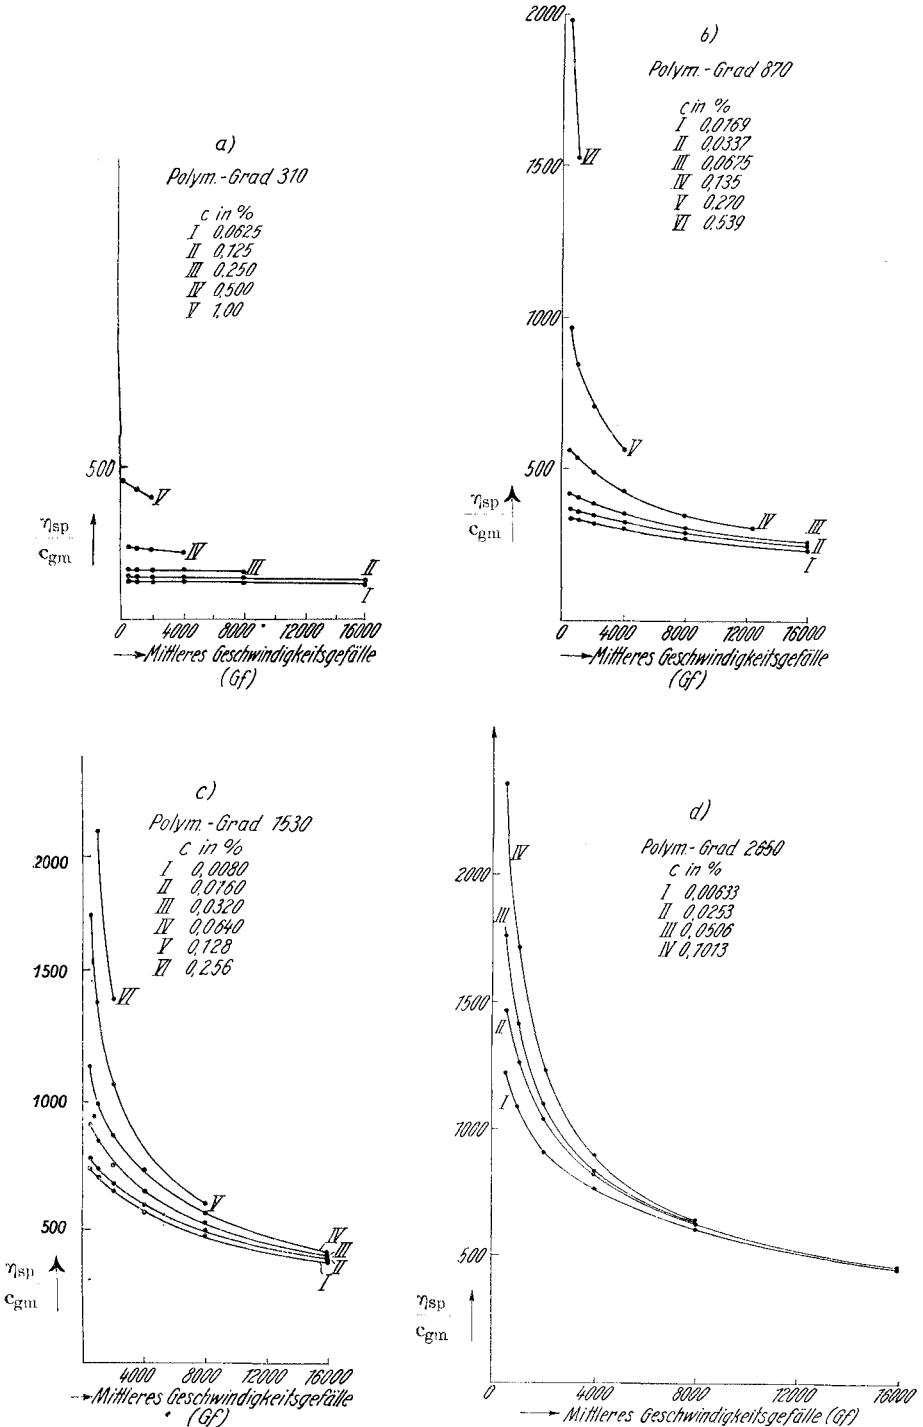 a)
Polym.-Grad 310
c in %
I 0,0625
II 0,125
III 0,250
IV 0,500
V 1,00
500
V
IV
III
II
I
ηsp
cgm
0 4000 8000 12000 16000
Mittleres Geschwindigkeitsgefälle
(Gf)
b)
Polym.-Grad 870
c in %
I 0,0169
II 0,0337
III 0,0675
IV 0,135
V 0,270
VI 0,539
2000
1500
1000
500
VI
V
IV
III
II
I
ηsp
cgm
0 4000 8000 12000 16000
Mittleres Geschwindigkeitsgefälle
(Gf)
c)
Polym.-Grad 1530
c in %
I 0,0080
II 0,0160
III 0,0320
IV 0,0640
V 0,128
VI 0,256
2000
1500
1000
500
VI
V
IV
III
II
I
ηsp
cgm
4000 8000 12000 16000
Mittleres Geschwindigkeitsgefälle
(Gf)
d)
Polym.-Grad 2650
c in %
I 0,00633
II 0,0253
III 0,0506
IV 0,1013
2000
1500
1000
500
IV
III
II
I
ηsp
cgm
0 4000 8000 12000 16000
Mittleres Geschwindigkeitsgefälle (Gf)